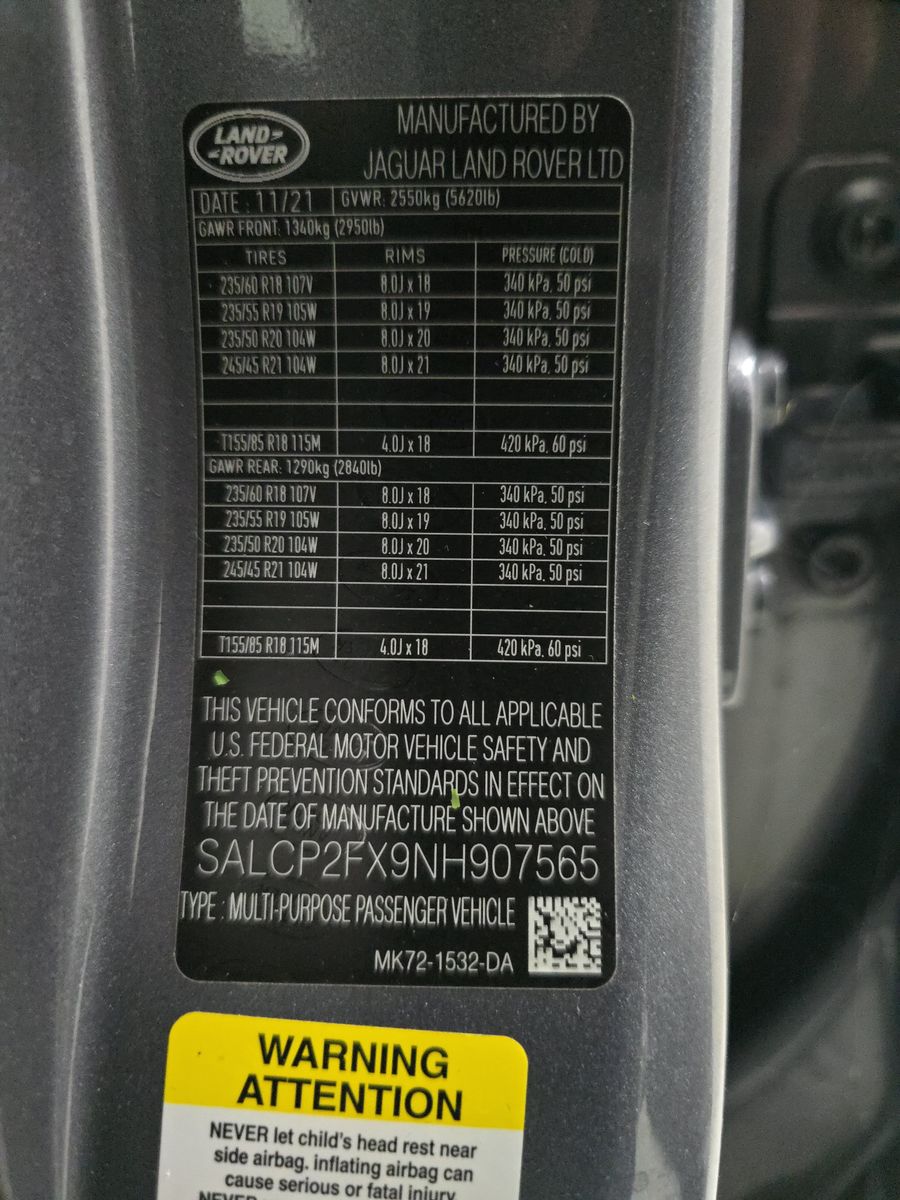 LAND-
-ROVER
MANUFACTURED BY
JAGUAR LAND ROVER LTD
DATE : 11/21 GVWR: 2550kg (5620lb)
GAWR FRONT: 1340kg (2950lb)
TIRES RIMS PRESSURE (COLD)
235/60 R18 107V 8.0J x 18 340 kPa, 50 psi
235/55 R19 105W 8.0J x 19 340 kPa, 50 psi
235/50 R20 104W 8.0J x 20 340 kPa, 50 psi
245/45 R21 104W 8.0J x 21 340 kPa, 50 psi
T155/85 R18 115M 4.0J x 18 420 kPa, 60 psi
GAWR REAR: 1290kg (2840lb)
235/60 R18 107V 8.0J x 18 340 kPa, 50 psi
235/55 R19 105W 8.0J x 19 340 kPa, 50 psi
235/50 R20 104W 8.0J x 20 340 kPa, 50 psi
245/45 R21 104W 8.0J x 21 340 kPa, 50 psi
T155/85 R18 115M 4.0J x 18 420 kPa, 60 psi
THIS VEHICLE CONFORMS TO ALL APPLICABLE
U.S. FEDERAL MOTOR VEHICLE SAFETY AND
THEFT PREVENTION STANDARDS IN EFFECT ON
THE DATE OF MANUFACTURE SHOWN ABOVE
SALCP2FX9NH907565
TYPE : MULTI-PURPOSE PASSENGER VEHICLE
MK72-1532-DA
WARNING
ATTENTION
NEVER let child's head rest near
side airbag. inflating airbag can
cause serious or fatal injury
NEVER